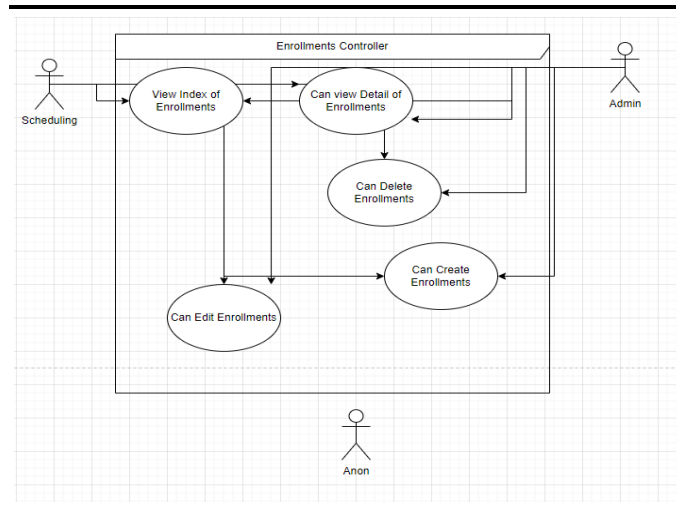 Enrollments Controller
View Index of
Enrollments
Can view Detail of
Enrollments
Scheduling
Admin
Can Delete
Enrollments
Can Create
Enrollments
Can Edit Enrollments
Anon